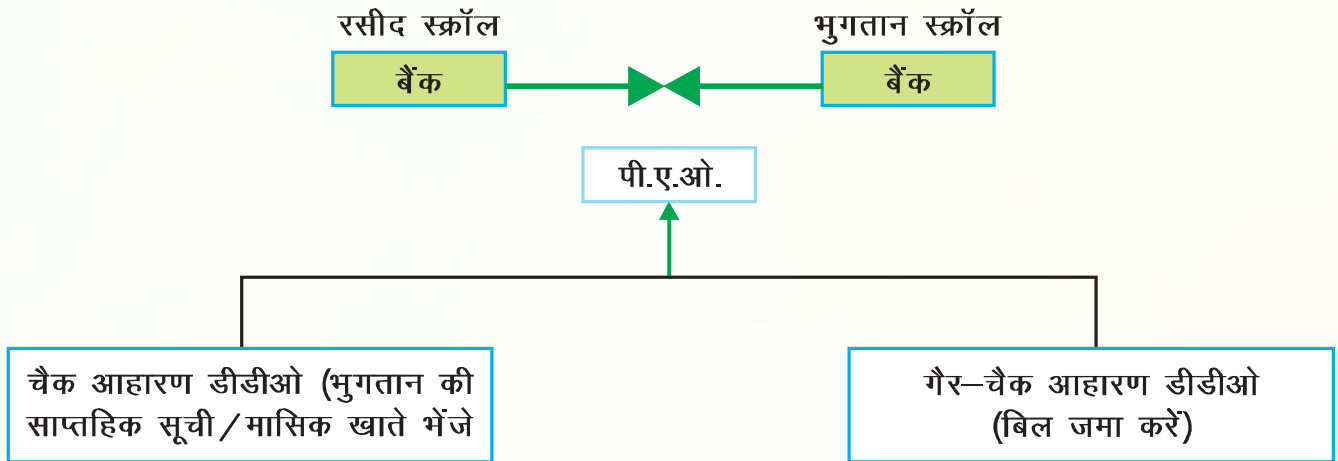 रसीद स्क्रॉल
भुगतान स्क्रॉल
बैंक
बैंक
पी.ए.ओ.
चैक आहारण डीडीओ (भुगतान की
साप्तहिक सूची/मासिक खाते भेंजे
गैर–चैक आहारण डीडीओ
(बिल जमा करें)